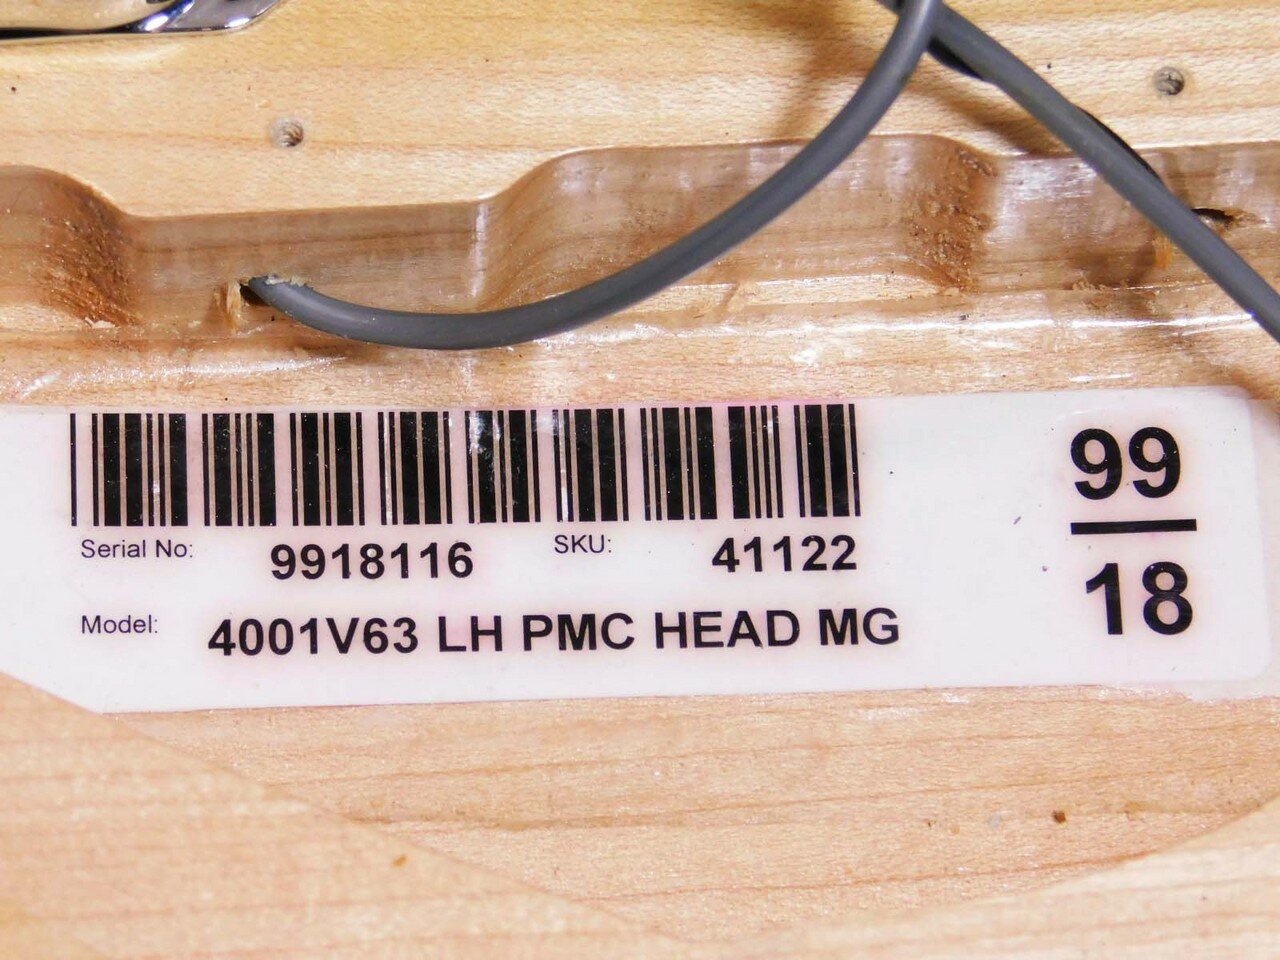 Serial No: 9918116 SKU: 41122
Model: 4001V63 LH PMC HEAD MG
99
18